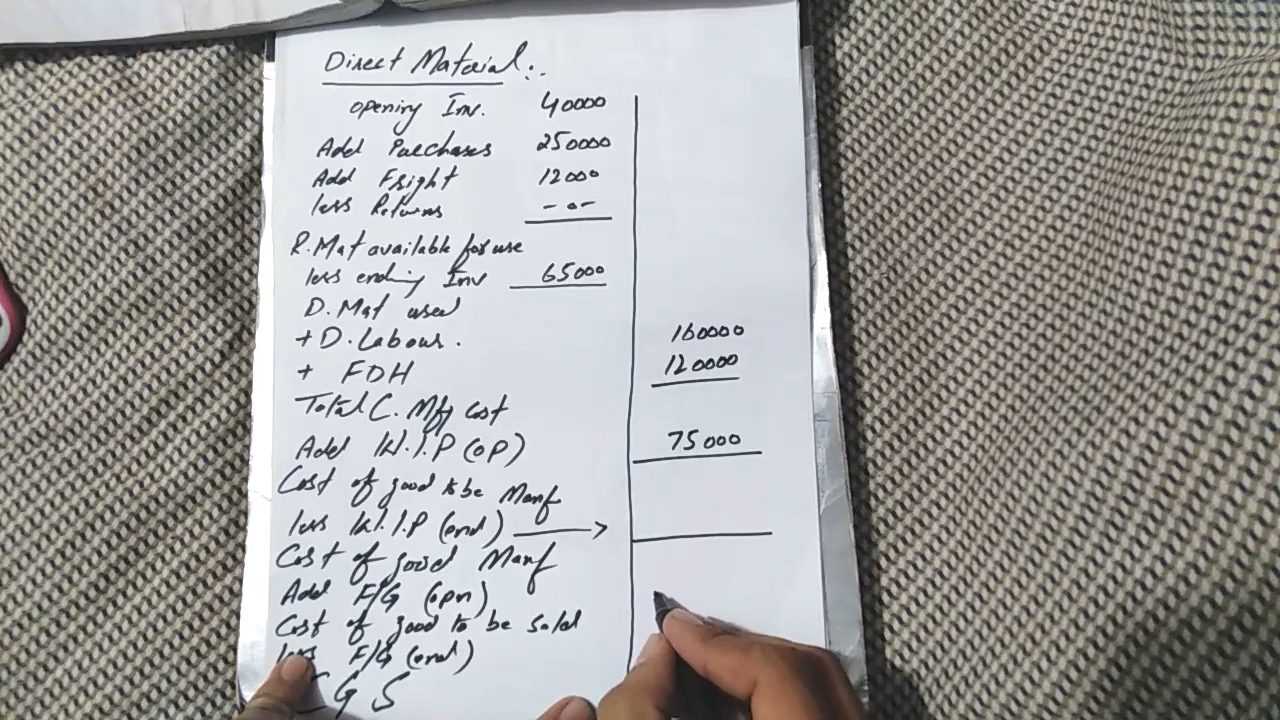 Direct Material :.
opening Inv. 40000
Add Purchases 250000
Add Fright 12000
less Returns -0-
R. Mat available for use
less ending Inv 65000
D. Mat used
+ D. Labour. 160000
+ FOH 120000
Total C. Mfg cost
Add W.I.P (op) 75000
Cost of good to be Manf
less W.I.P (end)
Cost of good Manf
Add F/G (opn)
Cost of good to be sold
less F/G (end)
C G S